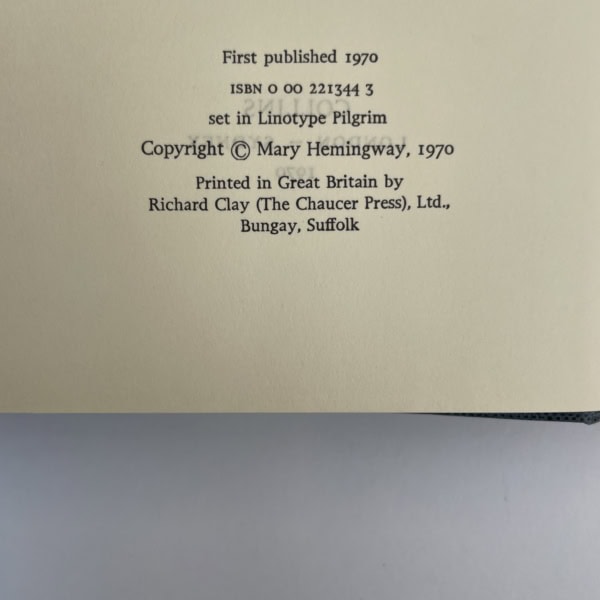 First published 1970
ISBN 0 00 221344 3
set in Linotype Pilgrim
Copyright © Mary Hemingway, 1970
Printed in Great Britain by
Richard Clay (The Chaucer Press), Ltd.,
Bungay, Suffolk